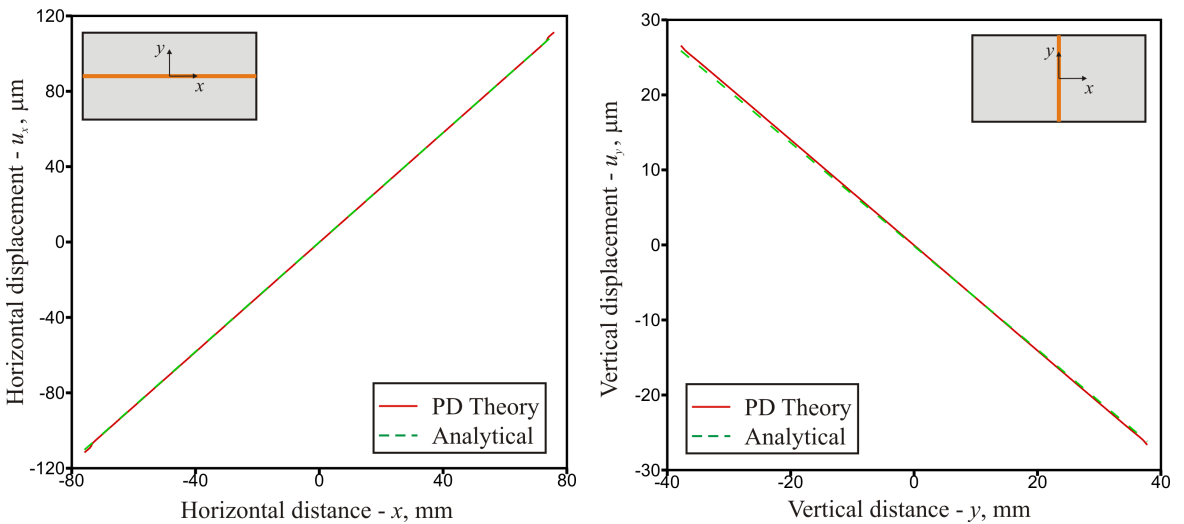 120
80
40
0
-40
-80
-120
-80
-40
0
40
80
Horizontal displacement - uₓ, μm
Horizontal distance - x, mm
y
x
PD Theory
Analytical
30
20
10
0
-10
-20
-30
-40
-20
0
20
40
Vertical displacement - u_y, μm
Vertical distance - y, mm
y
x
PD Theory
Analytical